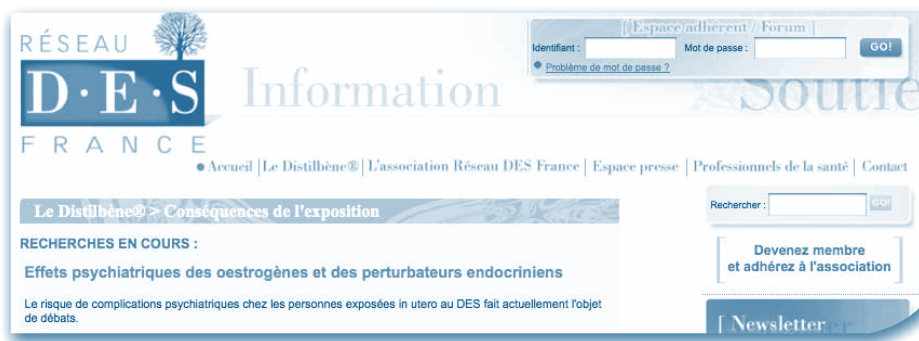 RÉSEAU
D·E·S
FRANCE
[ Espace adhérent / Forum ]
Identifiant :
Mot de passe :
GO!
Problème de mot de passe ?
Information
Soutie
Accueil | Le Distilbène® | L'association Réseau DES France | Espace presse | Professionnels de la santé | Contact
Le Distilbène® > Conséquences de l'exposition
Rechercher :
GO!
RECHERCHES EN COURS :
Effets psychiatriques des oestrogènes et des perturbateurs endocriniens
Le risque de complications psychiatriques chez les personnes exposées in utero au DES fait actuellement l'objet
de débats.
Devenez membre
et adhérez à l'association
[ Newsletter